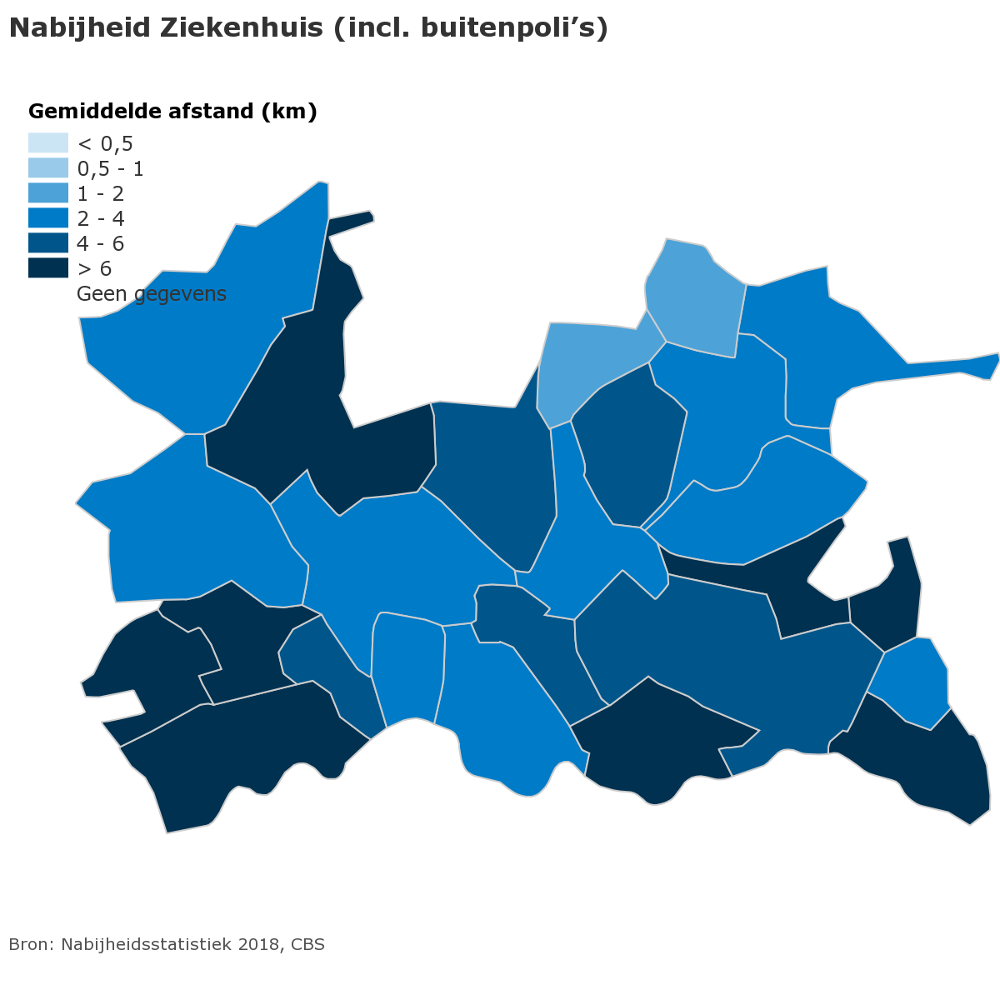 Nabijheid Ziekenhuis (incl. buitenpoli’s)
Gemiddelde afstand (km)
< 0,5
0,5 - 1
1 - 2
2 - 4
4 - 6
> 6
Geen gegevens
Bron: Nabijheidsstatistiek 2018, CBS